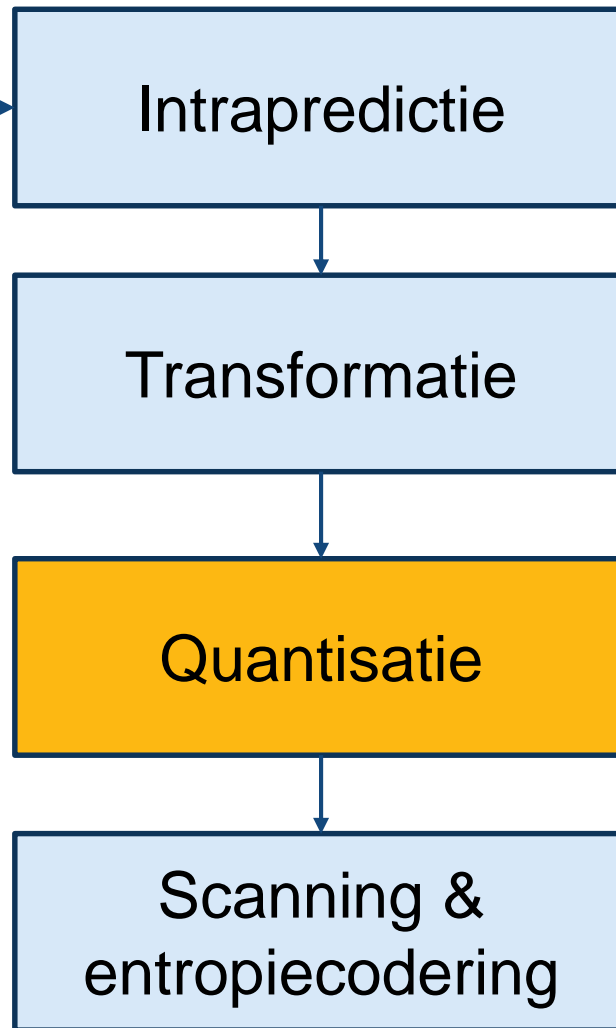 Intrapredictie
Transformatie
Quantisatie
Scanning &
entropiecodering